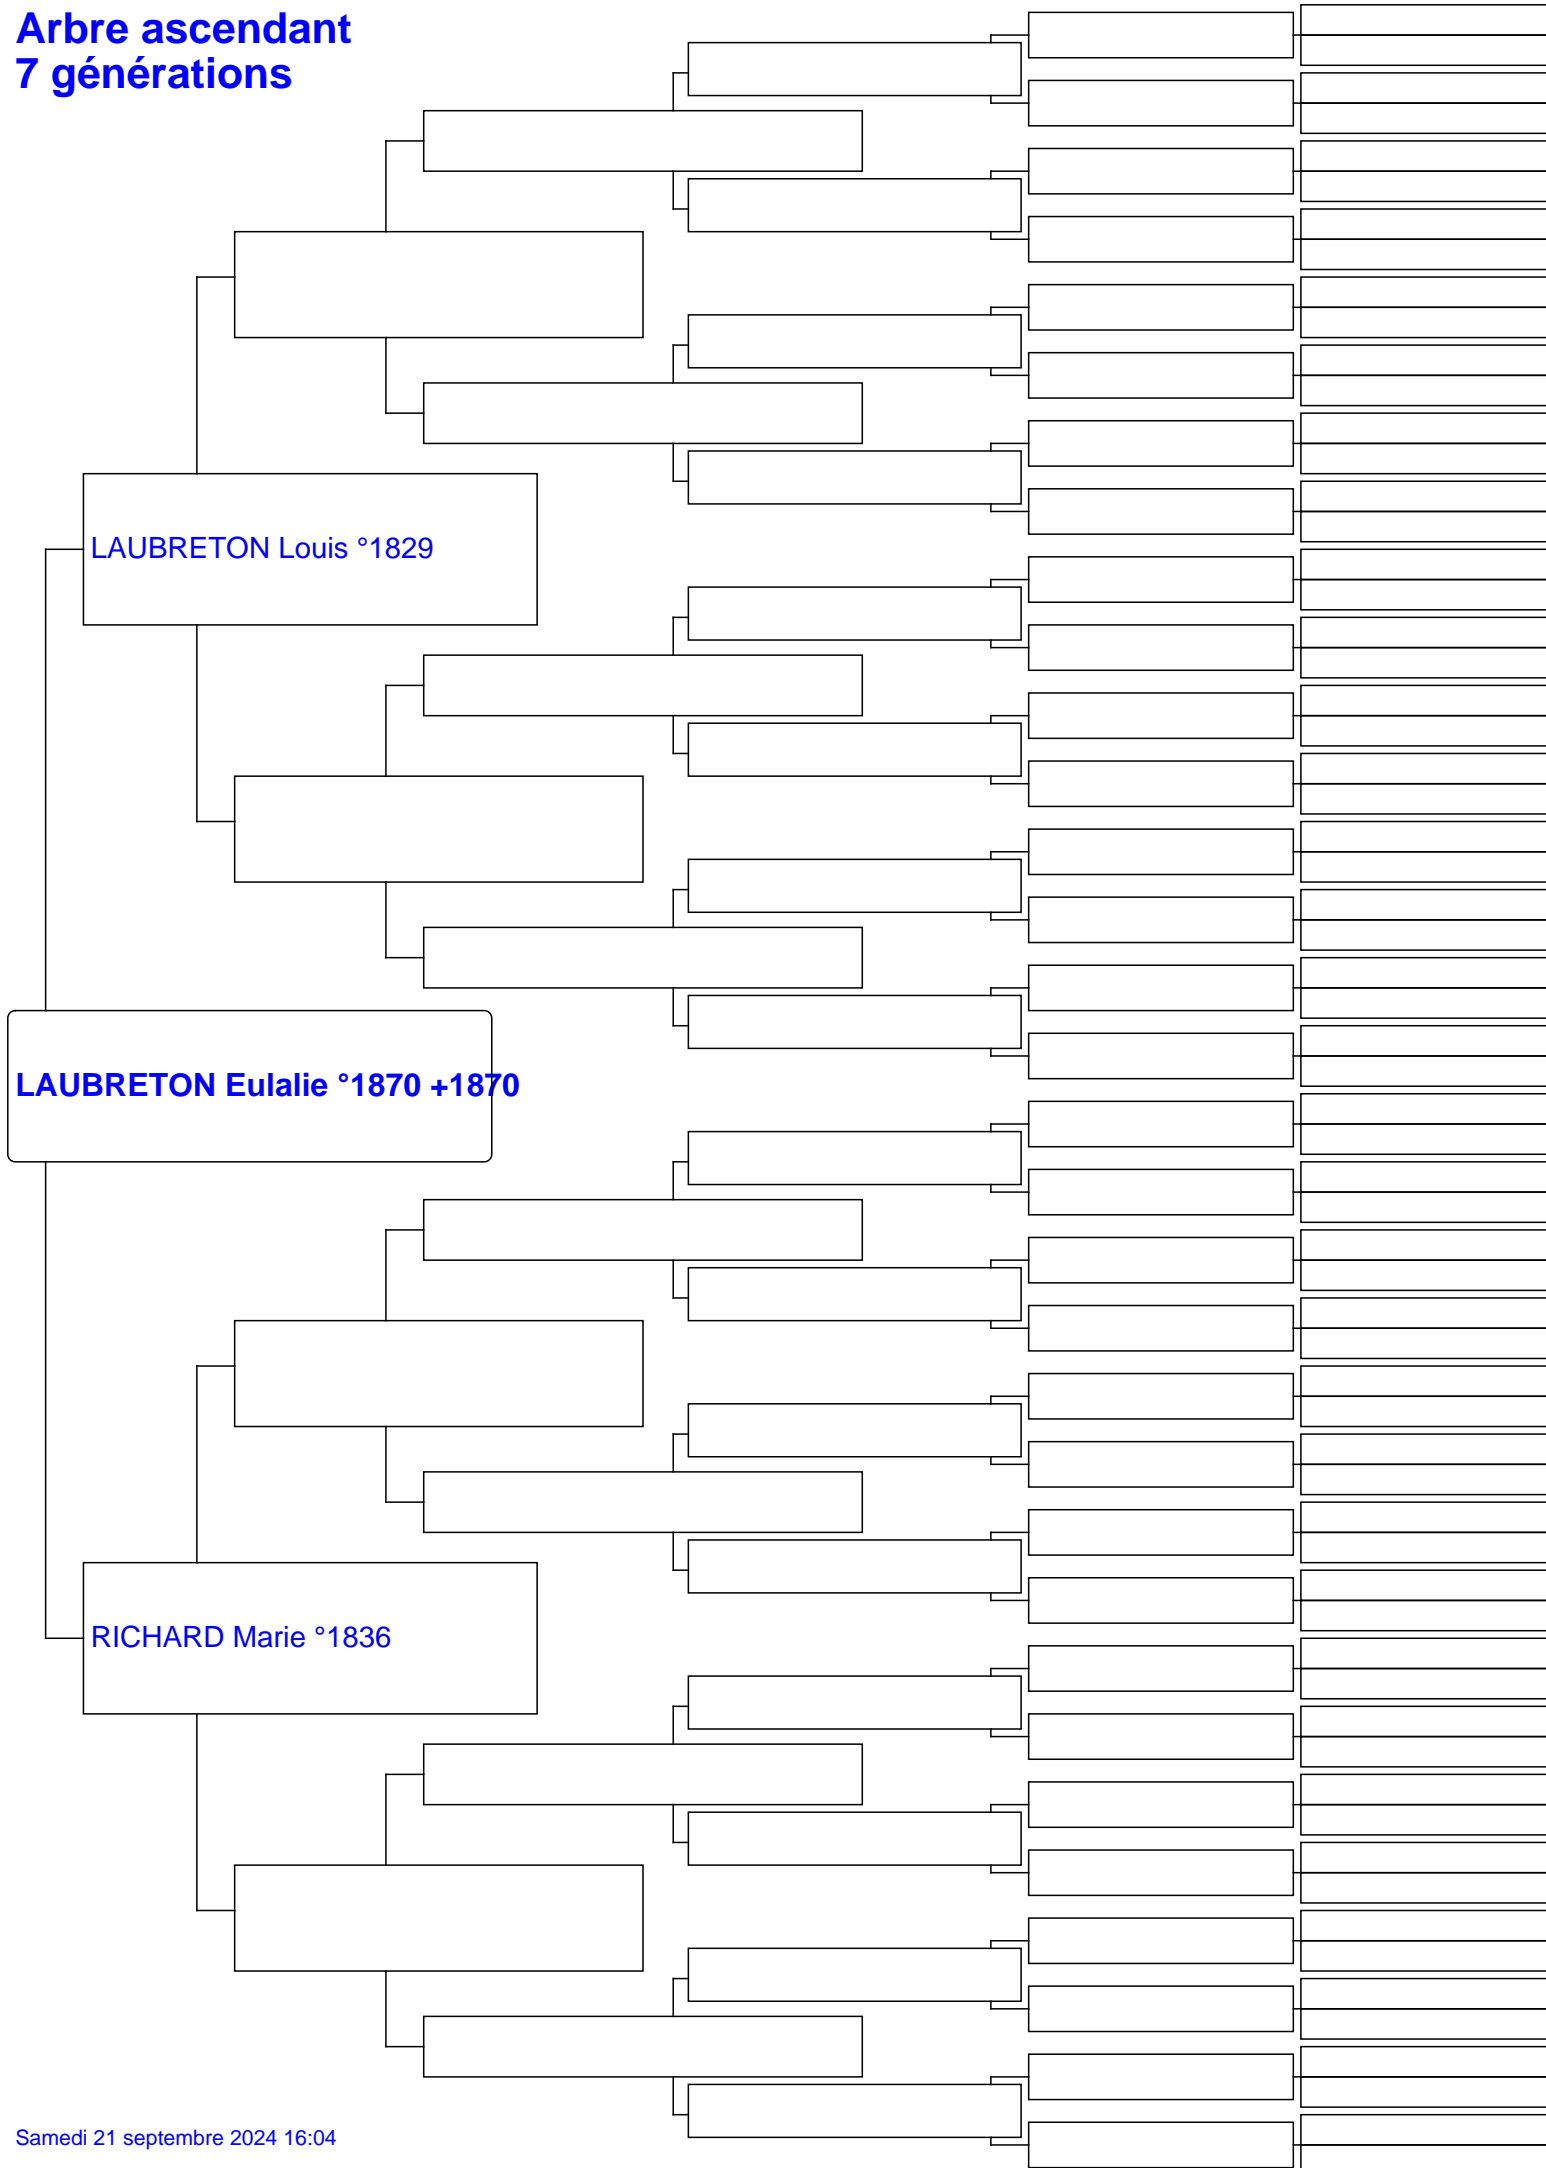 Arbre ascendant
7 générations
LAUBRETON Louis °1829
LAUBRETON Eulalie °1870 +1870
RICHARD Marie °1836
Samedi 21 septembre 2024 16:04